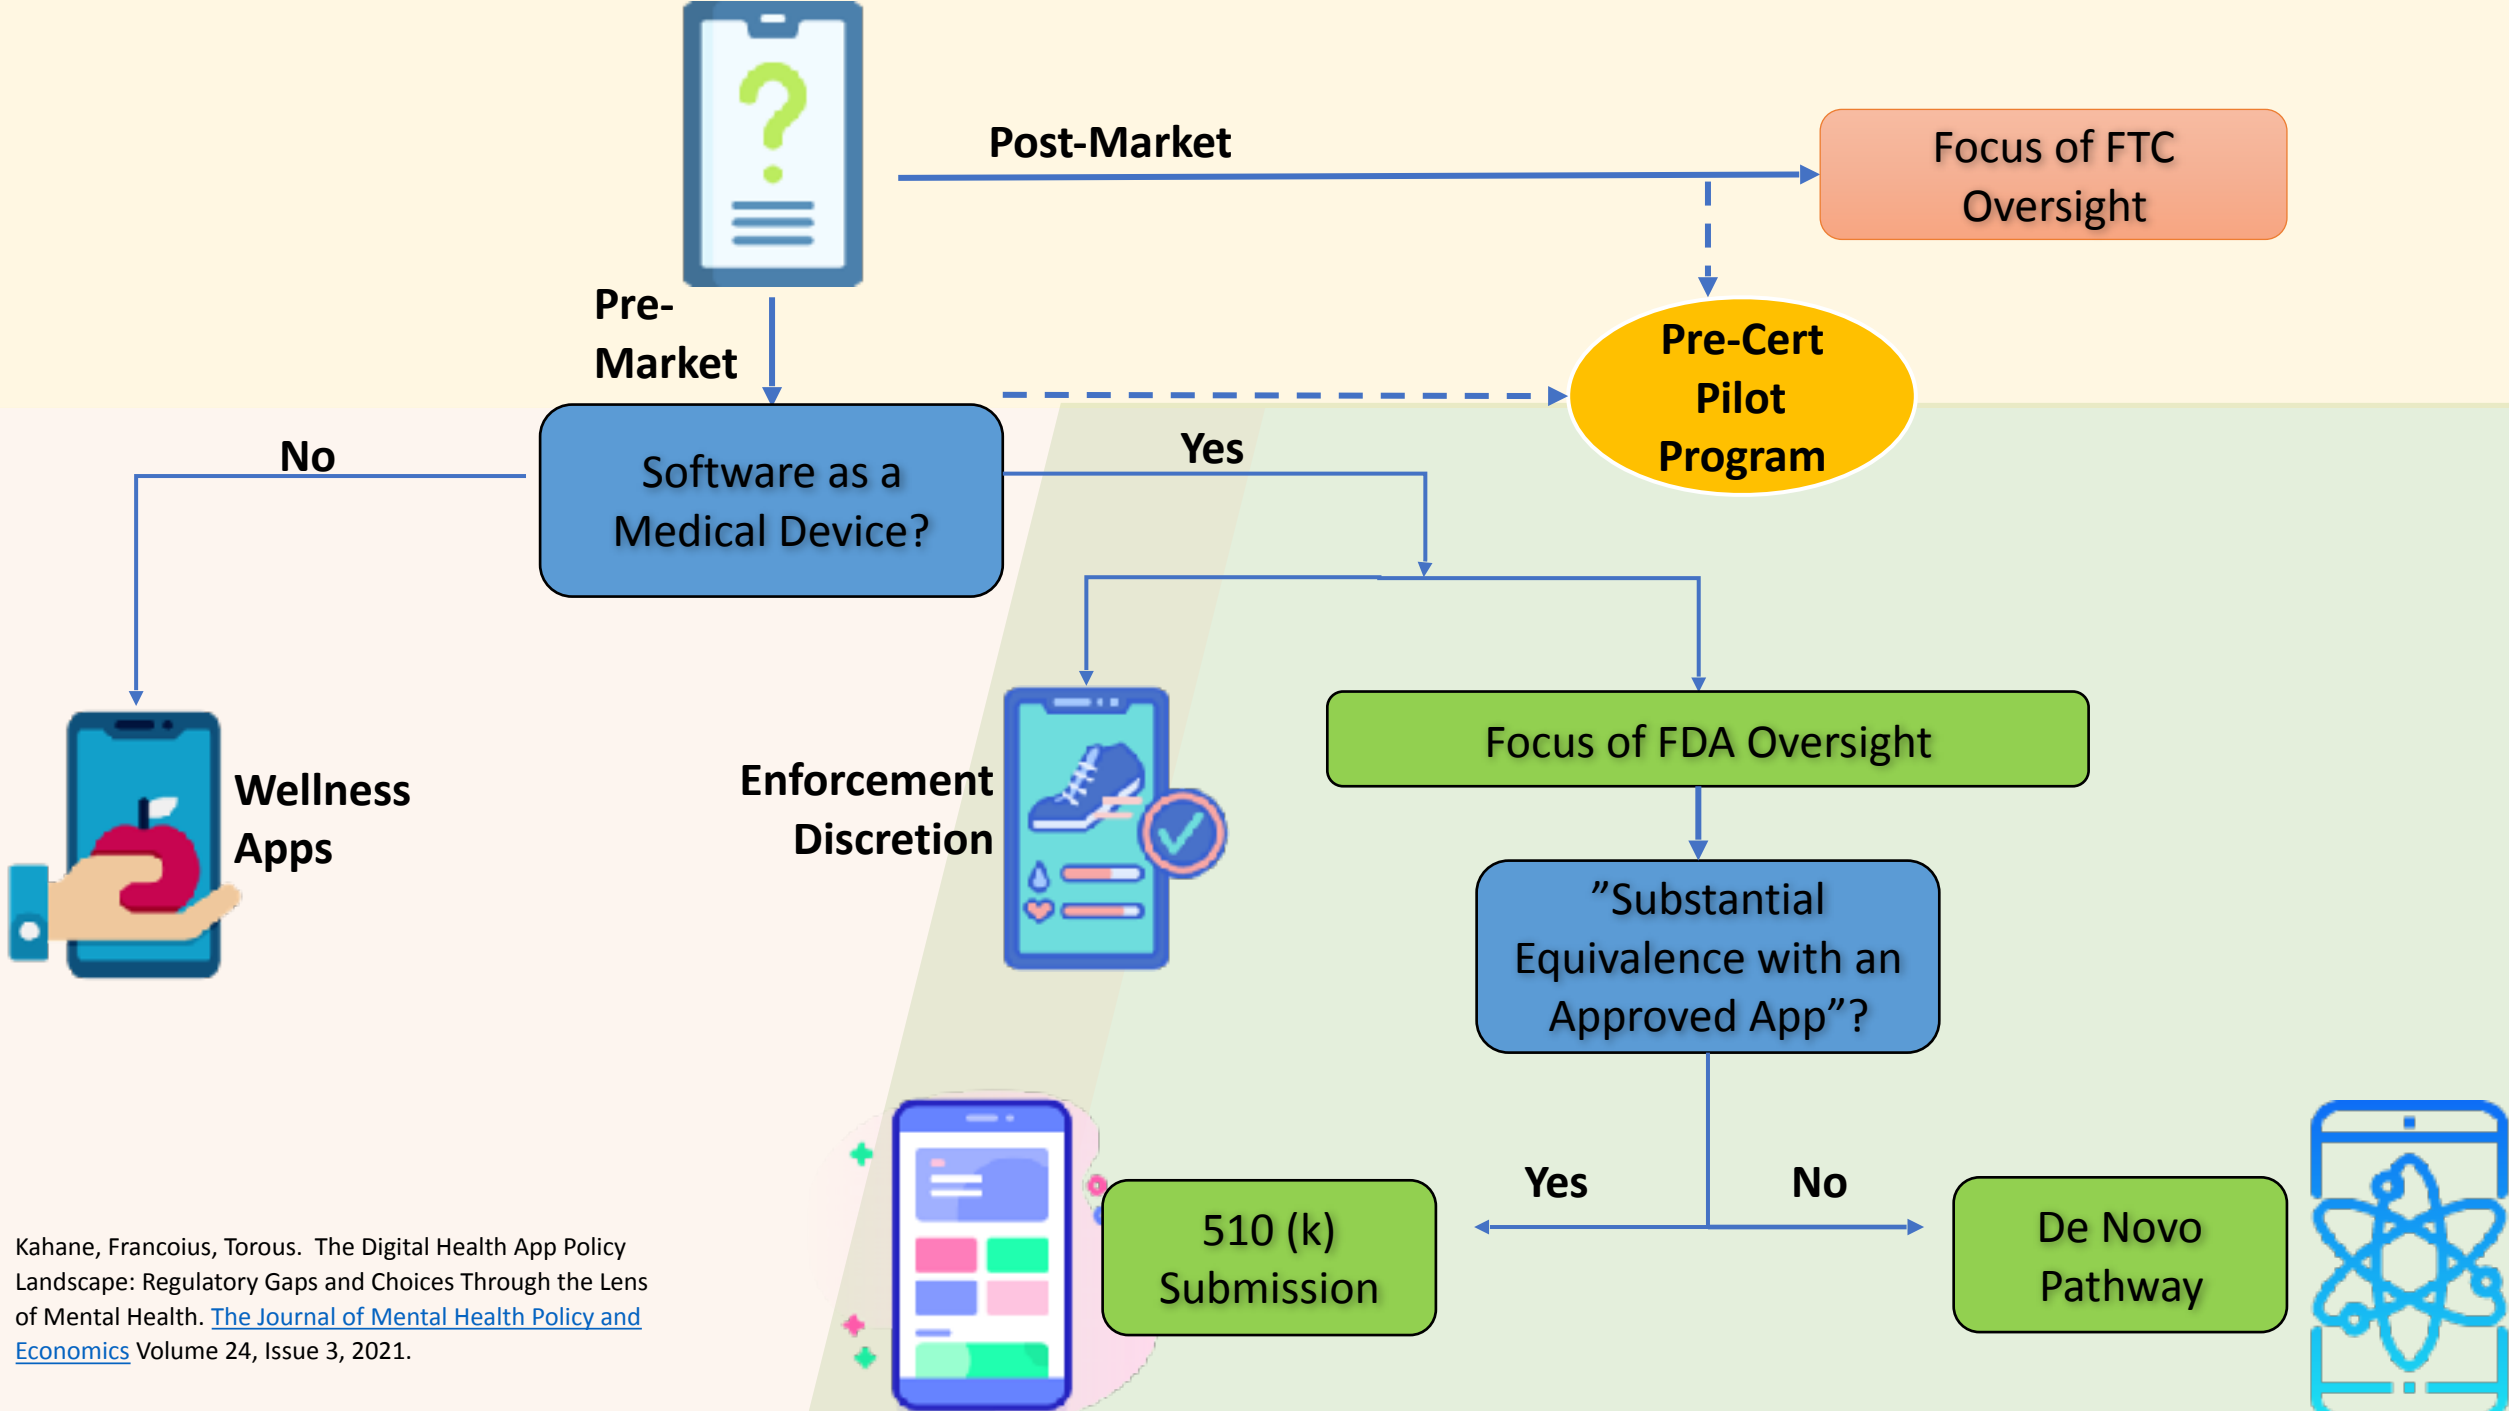 Post-Market
Focus of FTC
Oversight
Pre-
Market
Pre-Cert
Pilot
Program
No
Software as a
Medical Device?
Yes
Wellness
Apps
Enforcement
Discretion
Focus of FDA Oversight
”Substantial
Equivalence with an
Approved App”?
Yes
No
510 (k)
Submission
De Novo
Pathway
Kahane, Francoius, Torous.  The Digital Health App Policy
Landscape: Regulatory Gaps and Choices Through the Lens
of Mental Health. The Journal of Mental Health Policy and
Economics Volume 24, Issue 3, 2021.